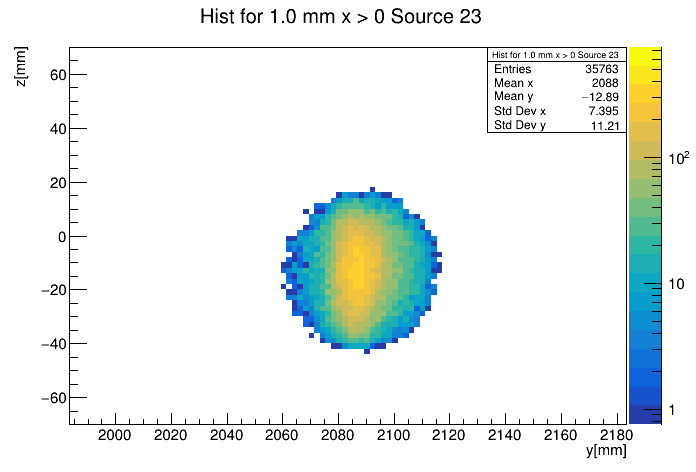 Hist for 1.0 mm x > 0 Source 23
z[mm]
Hist for 1.0 mm x > 0 Source 23
Entries 35763
Mean x 2088
Mean y −12.89
Std Dev x 7.395
Std Dev y 11.21
60
40
20
0
−20
−40
−60
2000 2020 2040 2060 2080 2100 2120 2140 2160 2180
y[mm]
10²
10
1